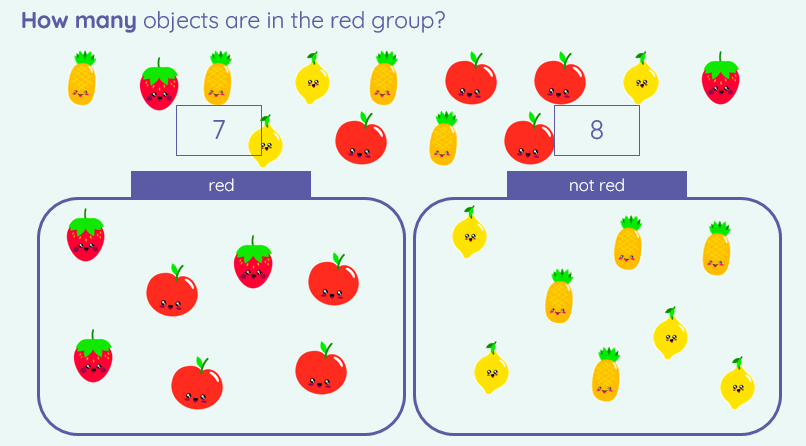 How many objects are in the red group?
7
8
red
not red